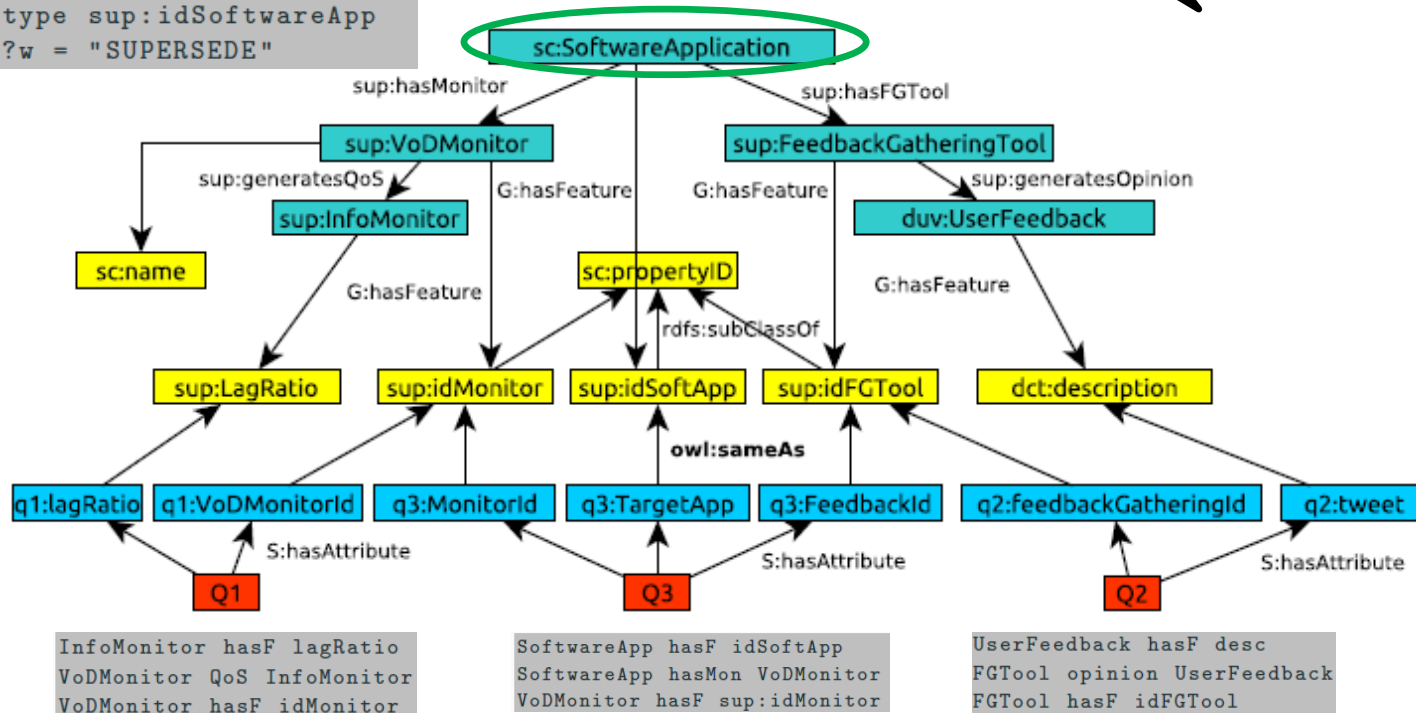 type sup:idSoftwareApp
?w = "SUPERSEDE"
sc:SoftwareApplication
sup:hasMonitor
sup:hasFGTool
sup:VoDMonitor
sup:FeedbackGatheringTool
sup:generatesQoS
G:hasFeature
G:hasFeature
sup:generatesOpinion
sup:InfoMonitor
duv:UserFeedback
sc:name
sc:propertyID
G:hasFeature
G:hasFeature
rdfs:subClassOf
sup:LagRatio
sup:idMonitor
sup:idSoftApp
sup:idFGTool
dct:description
owl:sameAs
q1:lagRatio
q1:VoDMonitorId
q3:MonitorId
q3:TargetApp
q3:FeedbackId
q2:feedbackGatheringId
q2:tweet
S:hasAttribute
S:hasAttribute
S:hasAttribute
Q1
Q3
Q2
InfoMonitor hasF lagRatio
VoDMonitor QoS InfoMonitor
VoDMonitor hasF idMonitor
SoftwareApp hasF idSoftApp
SoftwareApp hasMon VoDMonitor
VoDMonitor hasF sup:idMonitor
UserFeedback hasF desc
FGTool opinion UserFeedback
FGTool hasF idFGTool